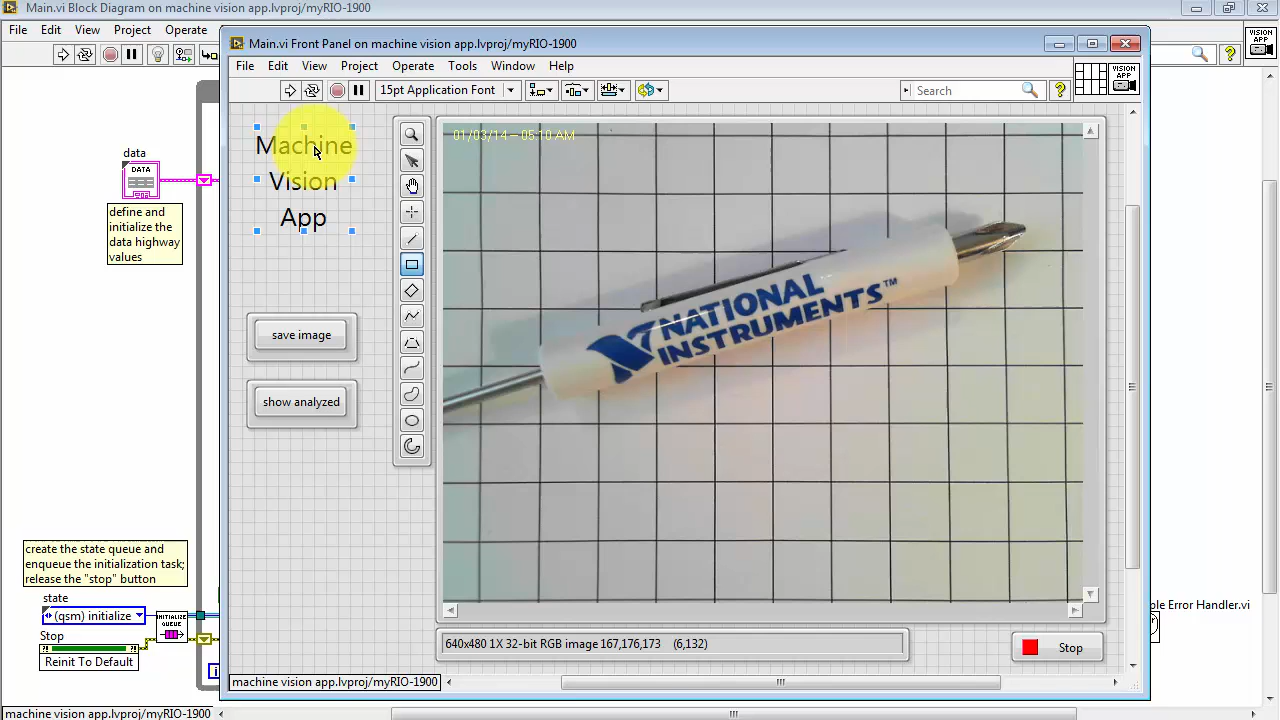 Main.vi Block Diagram on machine vision app.lvproj/myRIO-1900
File Edit View Project Operate
Main.vi Front Panel on machine vision app.lvproj/myRIO-1900
File Edit View Project Operate Tools Window Help
15pt Application Font
Search
VISION
APP
VISION
APP
Machine
Vision
App
01/03/14 – 05:10 AM
NATIONAL
INSTRUMENTS™
data
DATA
define and
initialize the
data highway
values
save image
show analyzed
create the state queue and
enqueue the initialization task;
release the "stop" button
state
(qsm) initialize
INITIALIZE
QUEUE
Stop
Reinit To Default
ple Error Handler.vi
640x480 1X 32-bit RGB image 167,176,173 (6,132)
Stop
machine vision app.lvproj/myRIO-1900
machine vision app.lvproj/myRIO-1900